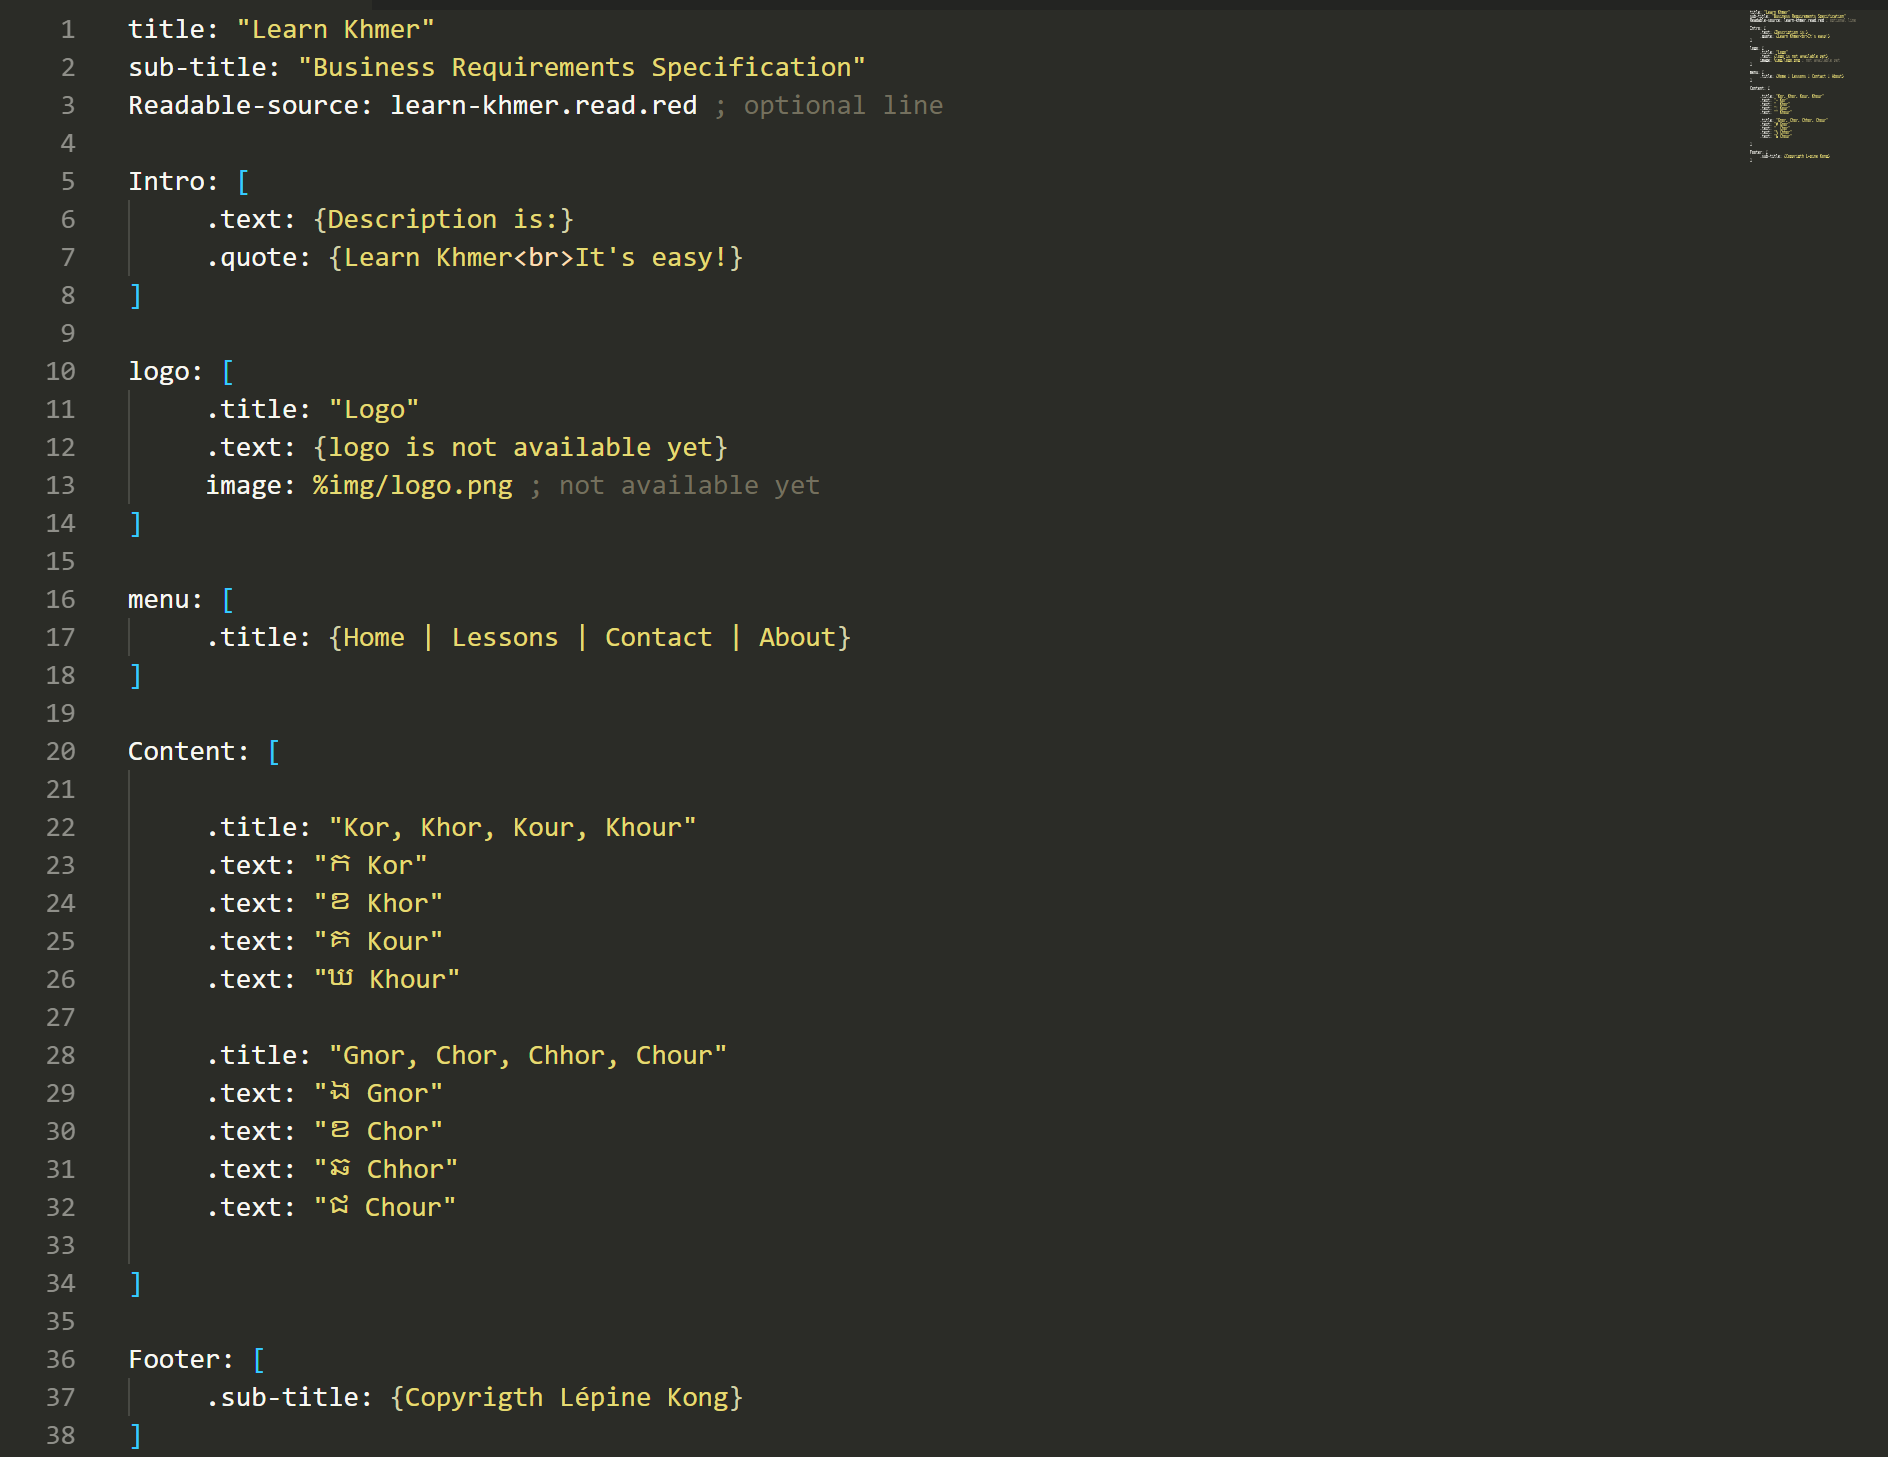 1 title: "Learn Khmer"
2 sub-title: "Business Requirements Specification"
3 Readable-source: learn-khmer.read.red ; optional line
4
5 Intro: [
6 .text: {Description is:}
7 .quote: {Learn Khmer<br>It's easy!}
8 ]
9
10 logo: [
11 .title: "Logo"
12 .text: {logo is not available yet}
13 image: %img/logo.png ; not available yet
14 ]
15
16 menu: [
17 .title: {Home | Lessons | Contact | About}
18 ]
19
20 Content: [
21
22 .title: "Kor, Khor, Kour, Khour"
23 .text: "ក Kor"
24 .text: "ខ Khor"
25 .text: "គ Kour"
26 .text: "ឃ Khour"
27
28 .title: "Gnor, Chor, Chhor, Chour"
29 .text: "ង Gnor"
30 .text: "ខ Chor"
31 .text: "ឆ Chhor"
32 .text: "ជ Chour"
33
34 ]
35
36 Footer: [
37 .sub-title: {Copyrigth Lépine Kong}
38 ]